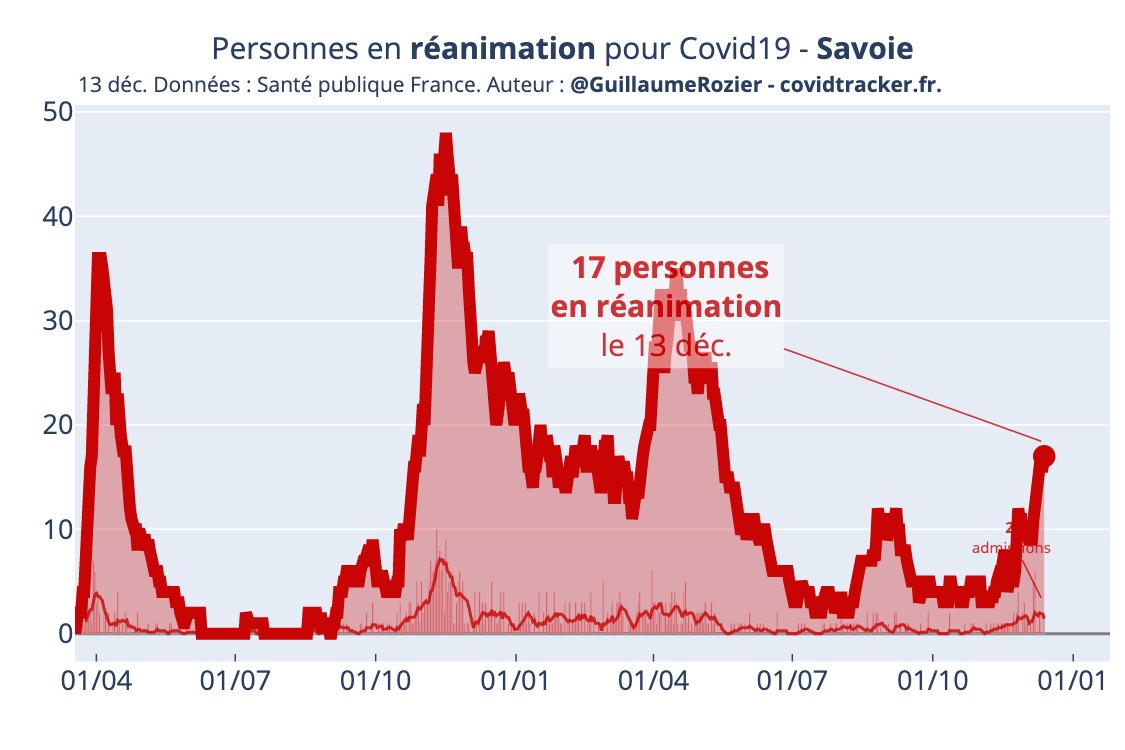 Personnes en réanimation pour Covid19 - Savoie
13 déc. Données : Santé publique France. Auteur : @GuillaumeRozier - covidtracker.fr.
50
40
30
20
10
0
17 personnes
en réanimation
le 13 déc.
2
admissions
01/04
01/07
01/10
01/01
01/04
01/07
01/10
01/01